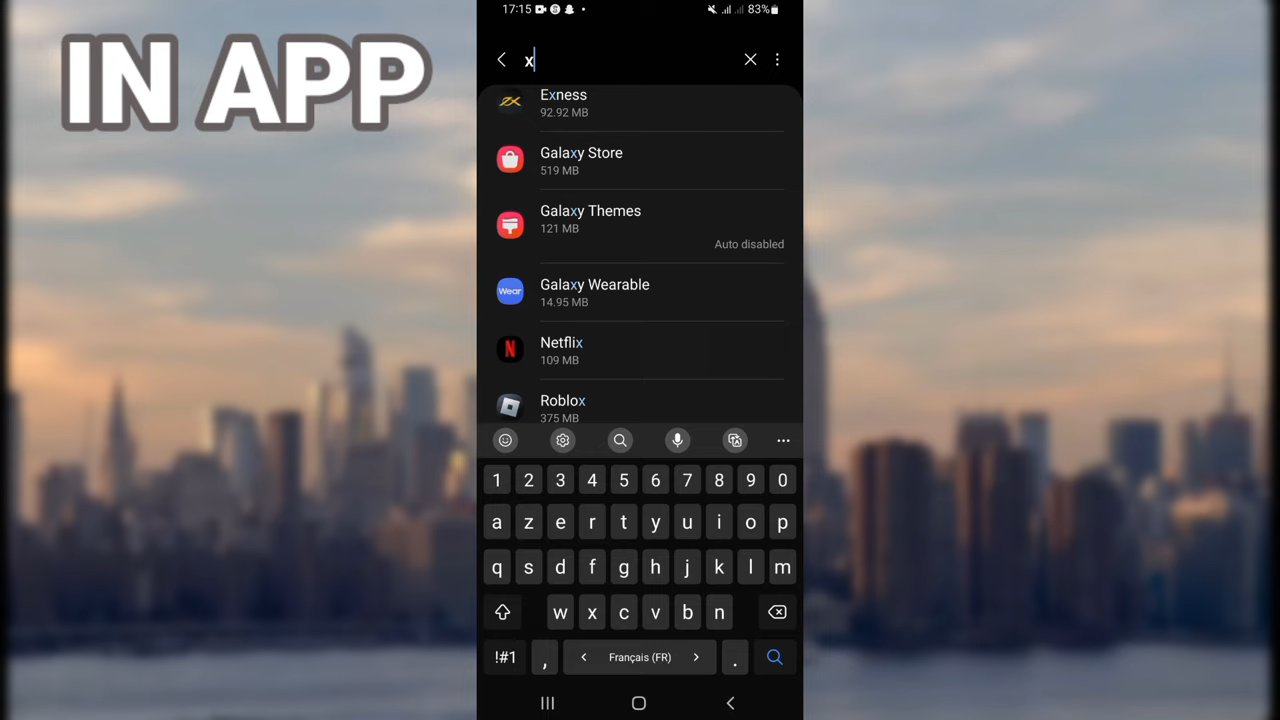 IN APP
17:15
83%
x
Exness
92.92 MB
Galaxy Store
519 MB
Galaxy Themes
121 MB
Auto disabled
Wear
Galaxy Wearable
14.95 MB
N
Netflix
109 MB
Roblox
375 MB
1 2 3 4 5 6 7 8 9 0
a z e r t y u i o p
q s d f g h j k l m
w x c v b n
!#1 , < Français (FR) > .